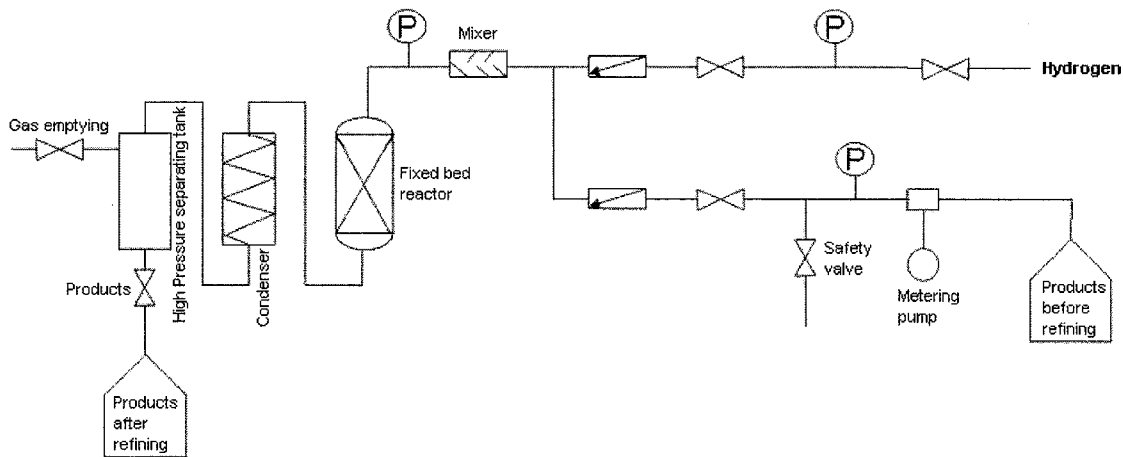 P
Mixer
P
Hydrogen
Gas emptying
High Pressure separating tank
Condenser
Fixed bed
reactor
P
Safety
valve
Metering
pump
Products
before
refining
Products
Products
after
refining